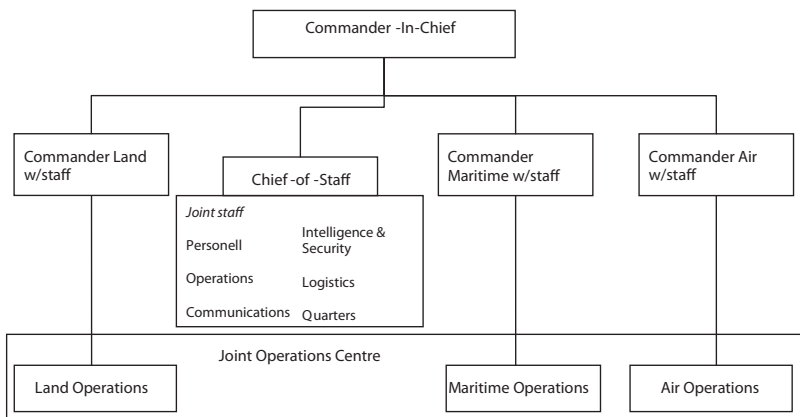 Commander -In-Chief
Commander Land
w/staff
Chief -of -Staff
Commander
Maritime w/staff
Commander Air
w/staff
Joint staff
Personell
Operations
Communications
Intelligence &
Security
Logistics
Quarters
Joint Operations Centre
Land Operations
Maritime Operations
Air Operations